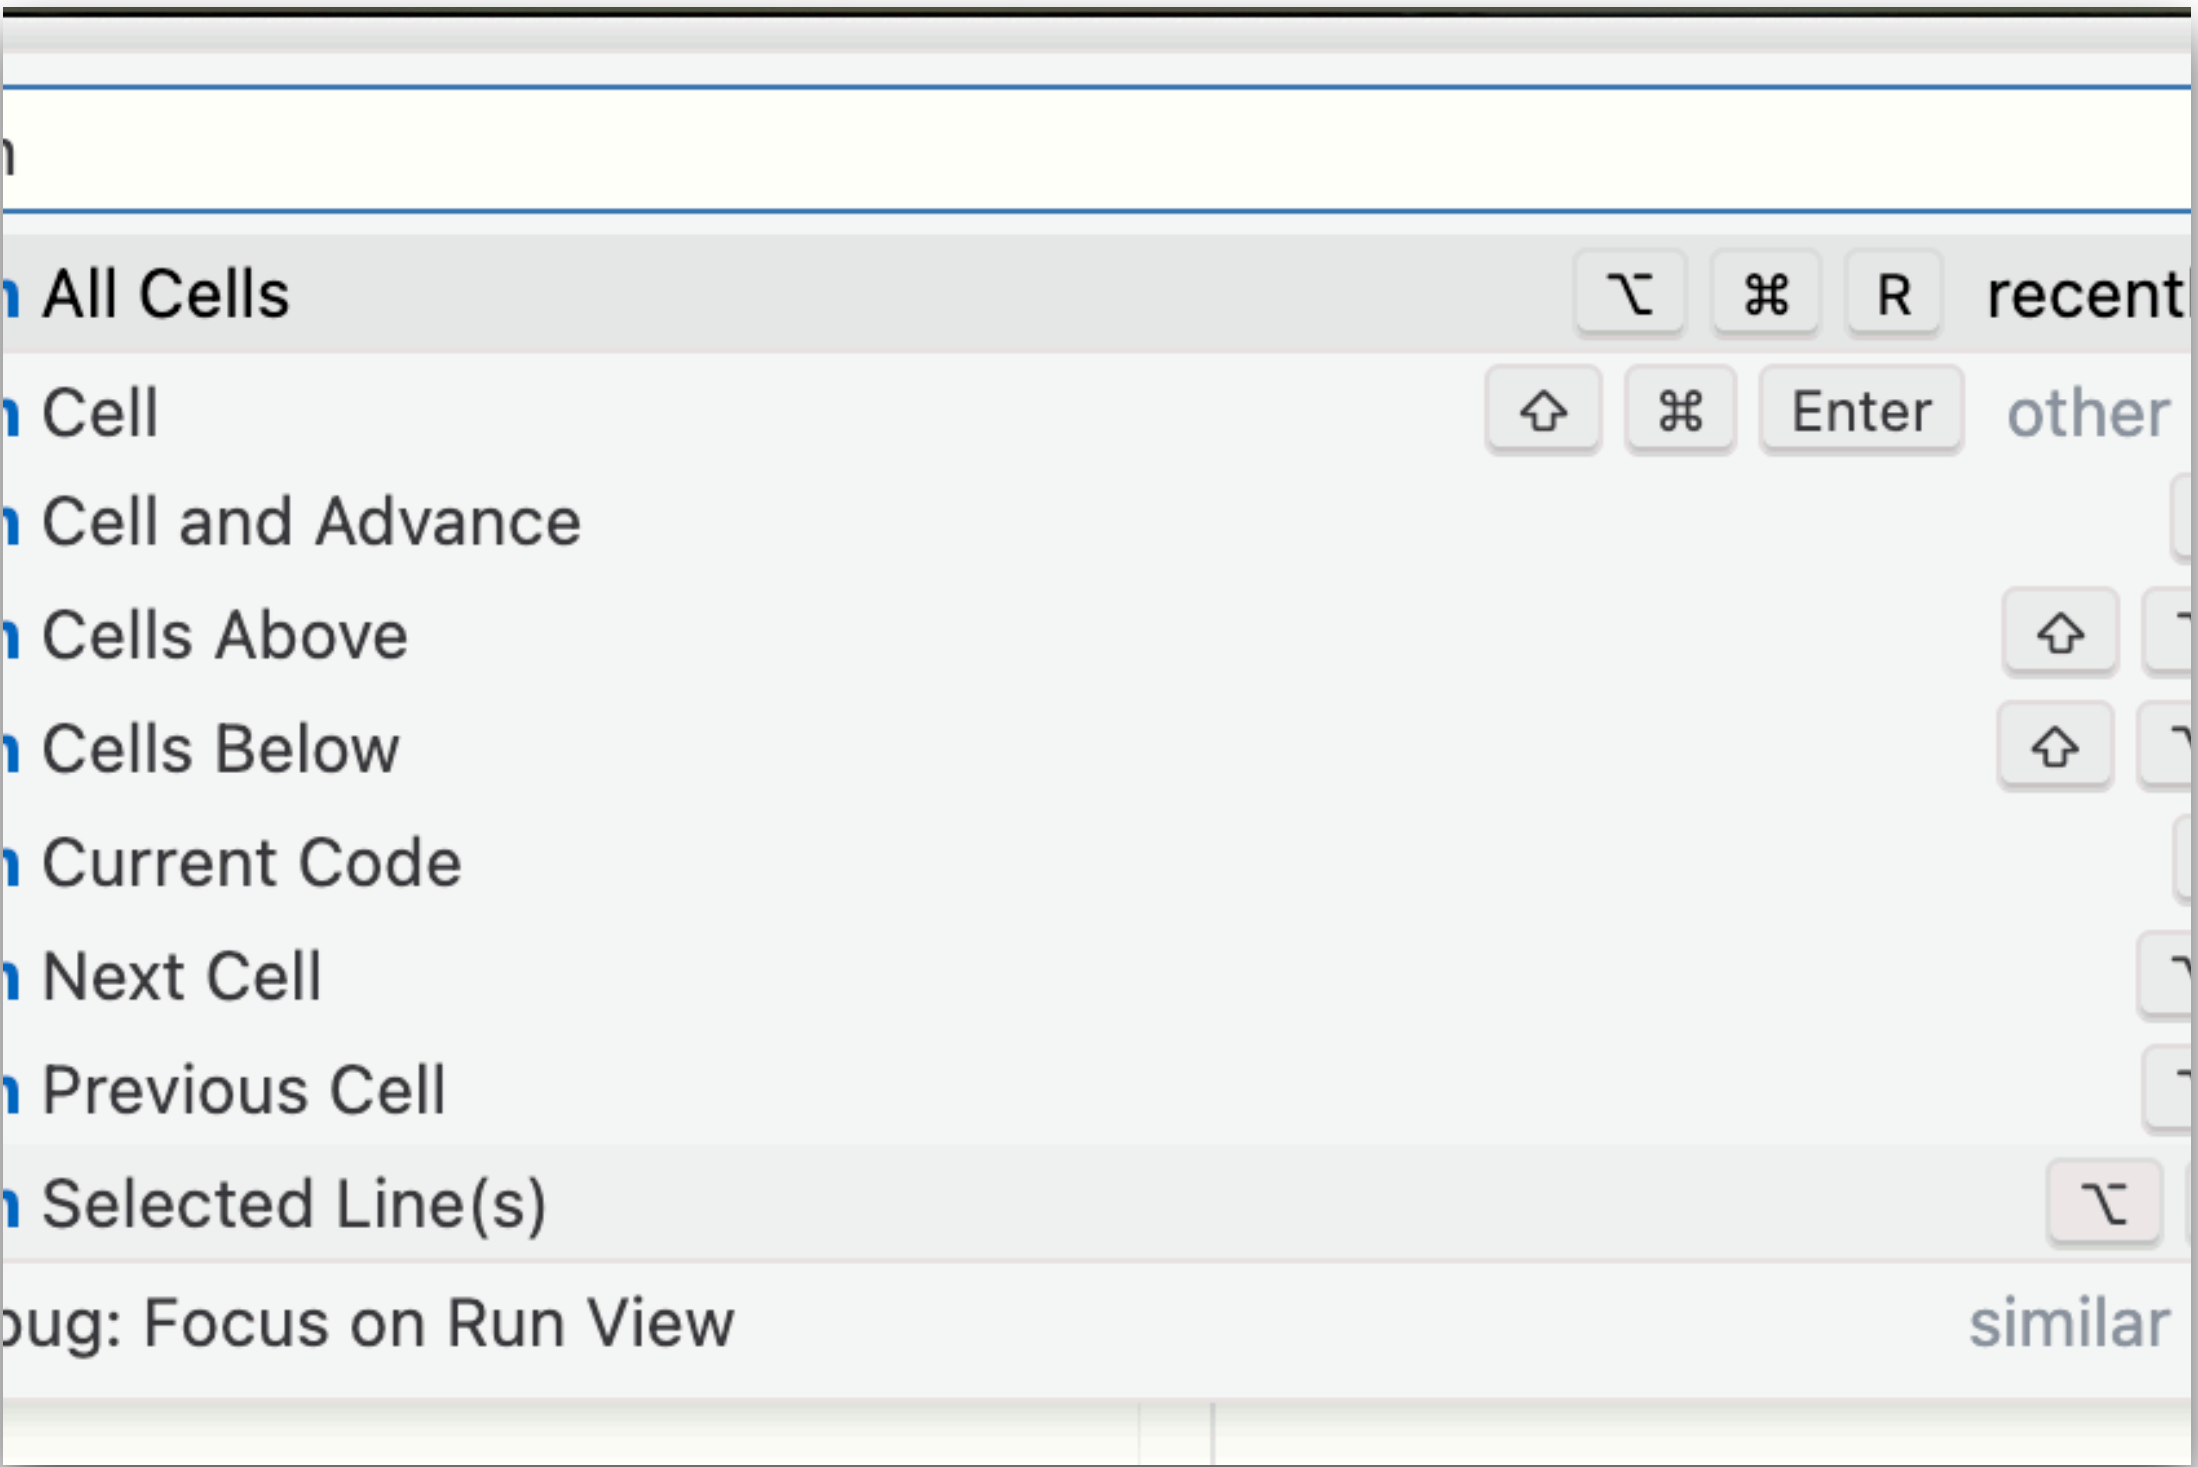 n
n All Cells ⌥ ⌘ R recent
n Cell ⇧ ⌘ Enter other
n Cell and Advance
n Cells Above ⇧
n Cells Below ⇧
n Current Code
n Next Cell
n Previous Cell
n Selected Line(s) ⌥
bug: Focus on Run View similar